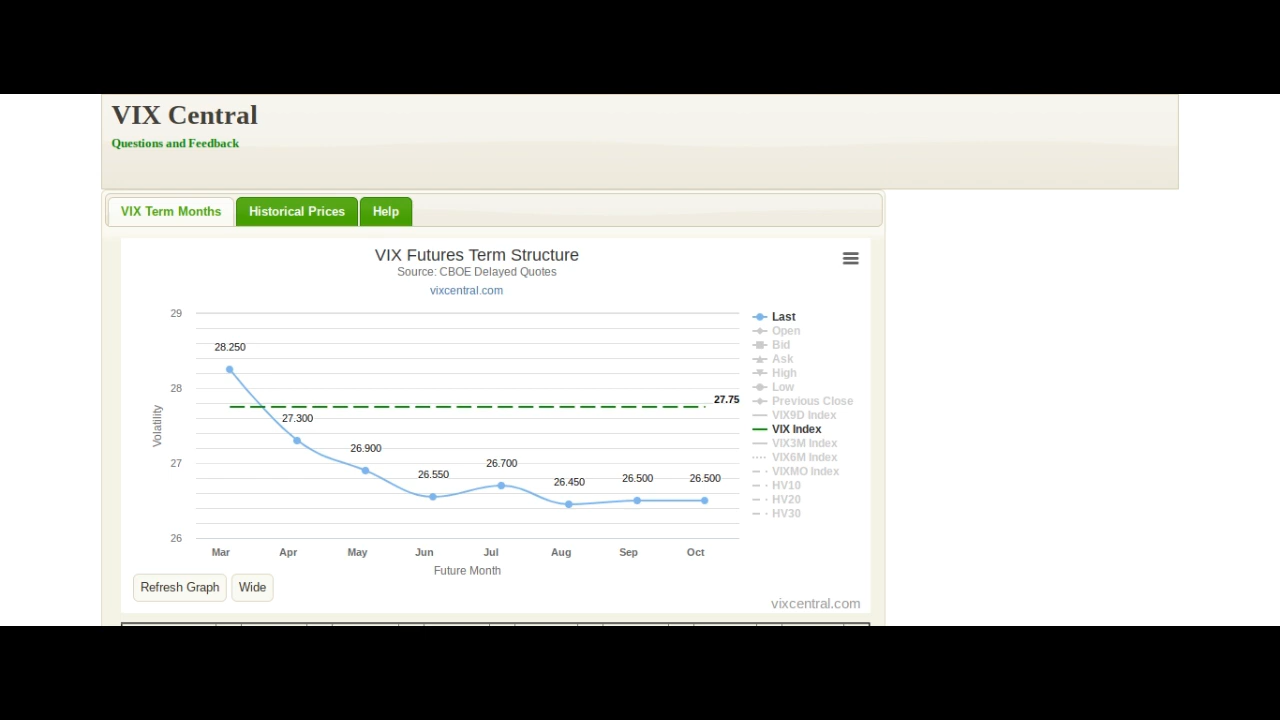 VIX Central
Questions and Feedback
VIX Term Months
Historical Prices
Help
VIX Futures Term Structure
Source: CBOE Delayed Quotes
vixcentral.com
29
28
27
26
Volatility
28.250
27.300
26.900
26.550
26.700
26.450
26.500
26.500
27.75
Mar Apr May Jun Jul Aug Sep Oct
Future Month
Last
Open
Bid
Ask
High
Low
Previous Close
VIX9D Index
VIX Index
VIX3M Index
VIX6M Index
VIXMO Index
HV10
HV20
HV30
Refresh Graph
Wide
vixcentral.com